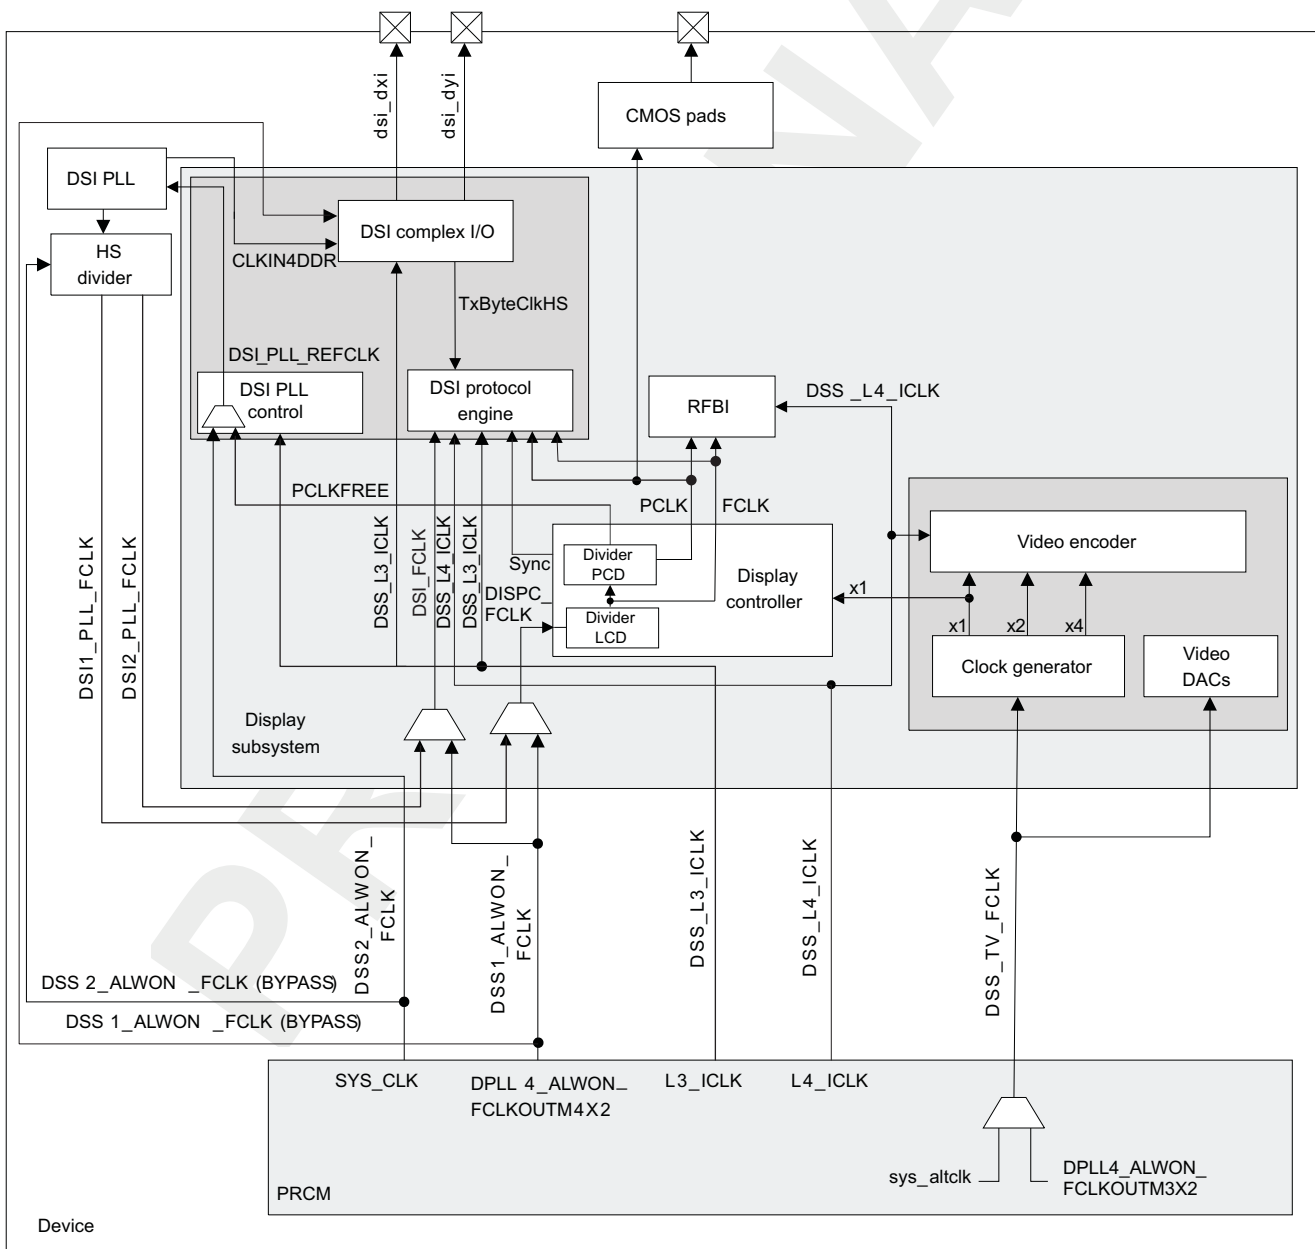 dsi_dxi
dsi_dyi
CMOS pads
DSI PLL
HS
divider
DSI complex I/O
CLKIN4DDR
TxByteClkHS
DSI_PLL_REFCLK
DSI PLL
control
DSI protocol
engine
RFBI
DSS _L4_ICLK
PCLKFREE
PCLK
FCLK
DSI1_PLL_FCLK
DSI2_PLL_FCLK
DSS_L3_ICLK
DSI_FCLK
DSS_L4_ICLK
DSS_L3_ICLK
Sync
DISPC_
FCLK
Divider
PCD
Divider
LCD
Display
controller
Video encoder
x1
x1
x2
x4
Clock generator
Video
DACs
Display
subsystem
DSS2_ALWON_
FCLK
DSS1_ALWON_
FCLK
DSS_L3_ICLK
DSS_L4_ICLK
DSS_TV_FCLK
DSS 2_ALWON _FCLK (BYPASS)
DSS 1_ALWON _FCLK (BYPASS)
SYS_CLK
DPLL 4_ALWON_
FCLKOUTM4X2
L3_ICLK
L4_ICLK
sys_altclk
DPLL4_ALWON_
FCLKOUTM3X2
PRCM
Device